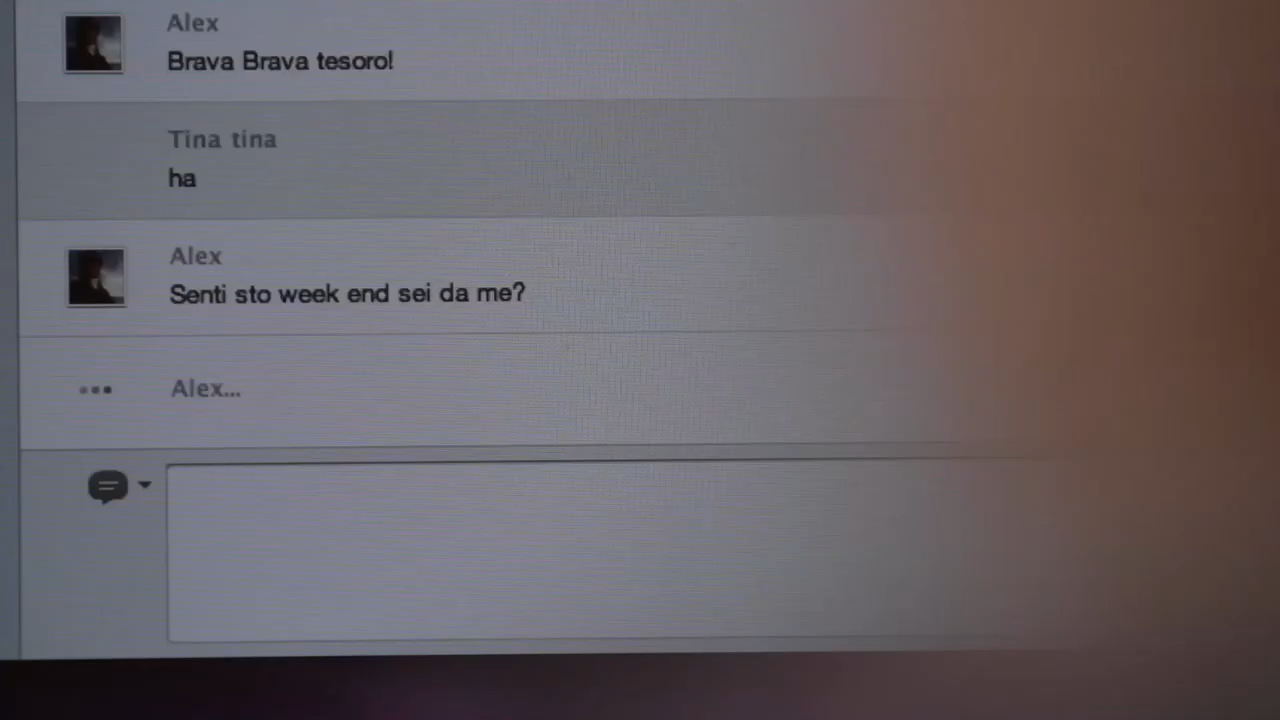 Alex
Brava Brava tesoro!
Tina tina
ha
Alex
Senti sto week end sei da me?
Alex...